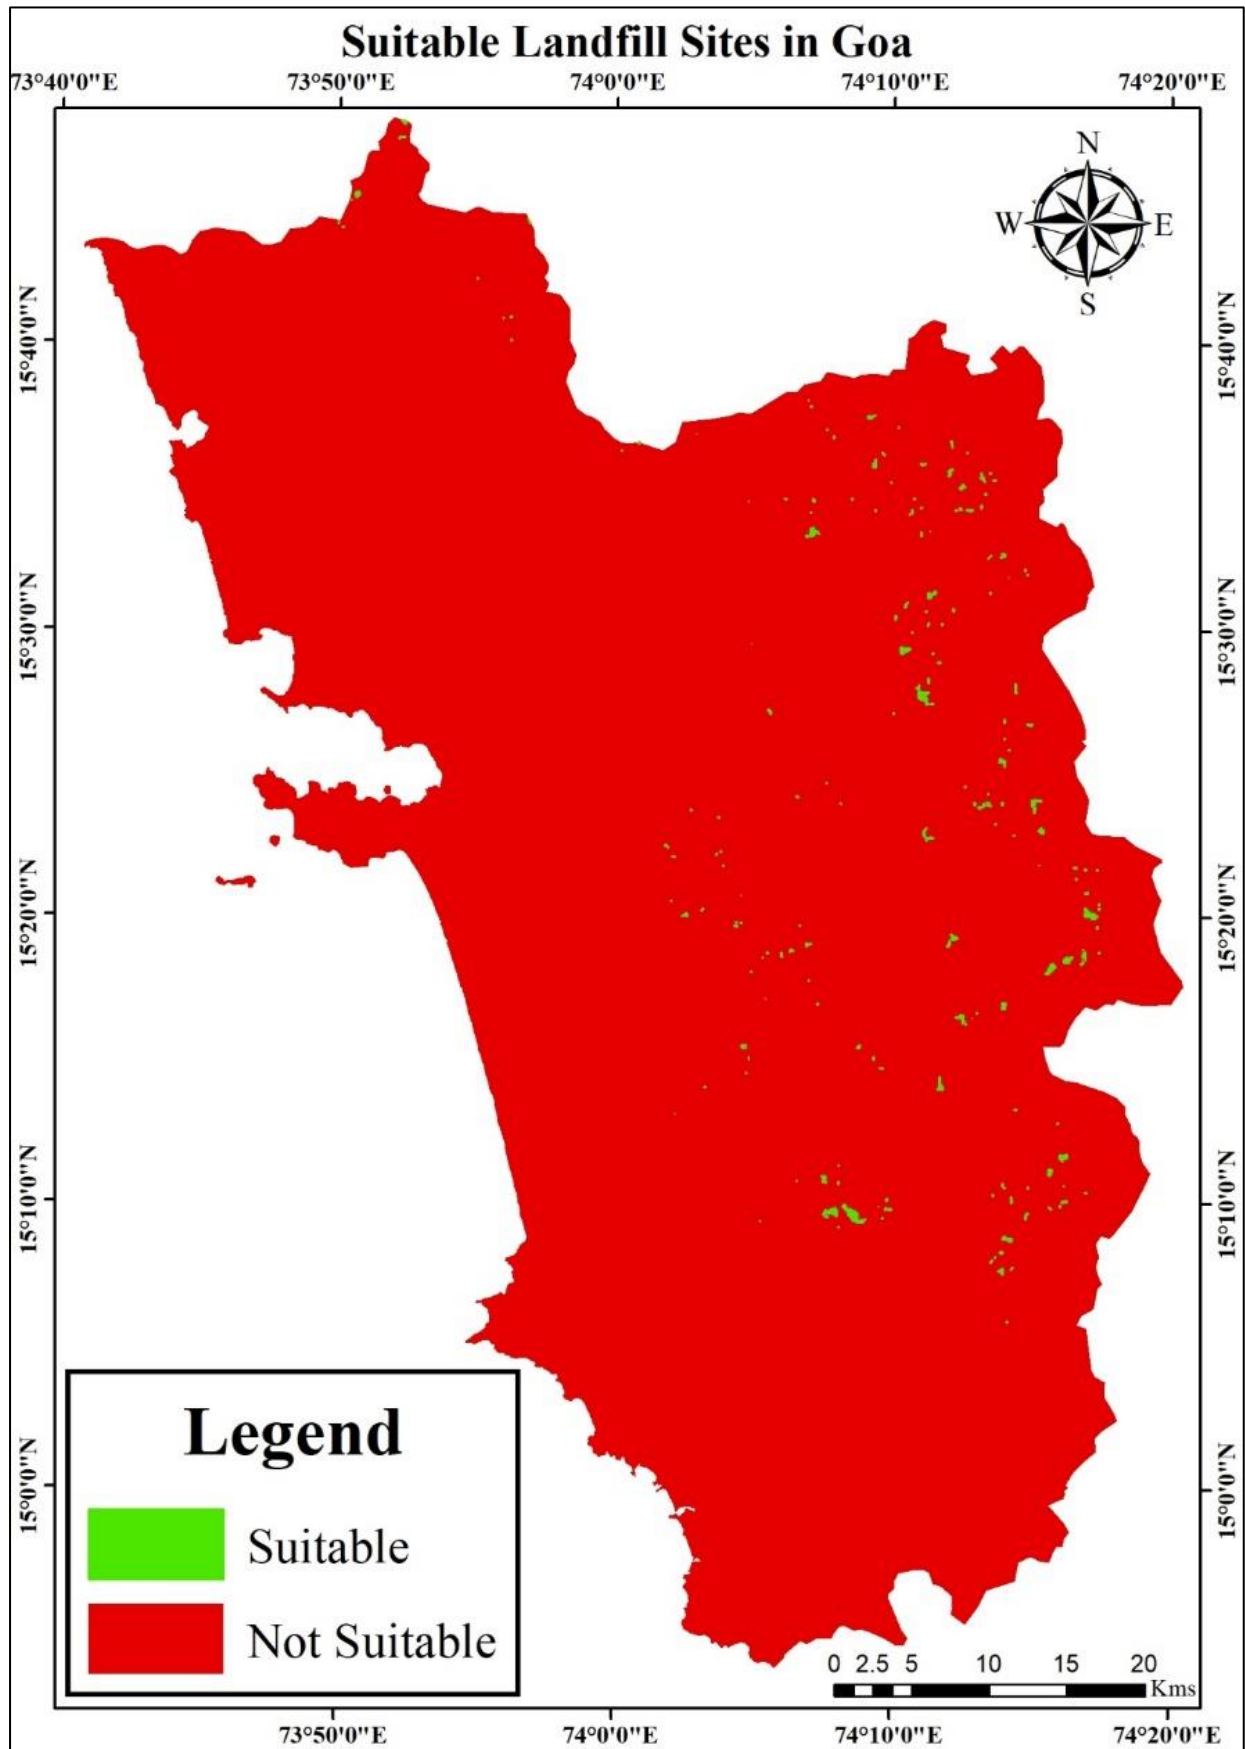 Suitable Landfill Sites in Goa
73°40'0"E 73°50'0"E 74°0'0"E 74°10'0"E 74°20'0"E
N
W E
S
15°40'0"N 15°40'0"N
15°30'0"N 15°30'0"N
15°20'0"N 15°20'0"N
15°10'0"N 15°10'0"N
15°0'0"N 15°0'0"N
Legend
Suitable
Not Suitable
0 2.5 5 10 15 20
Kms
73°50'0"E 74°0'0"E 74°10'0"E 74°20'0"E